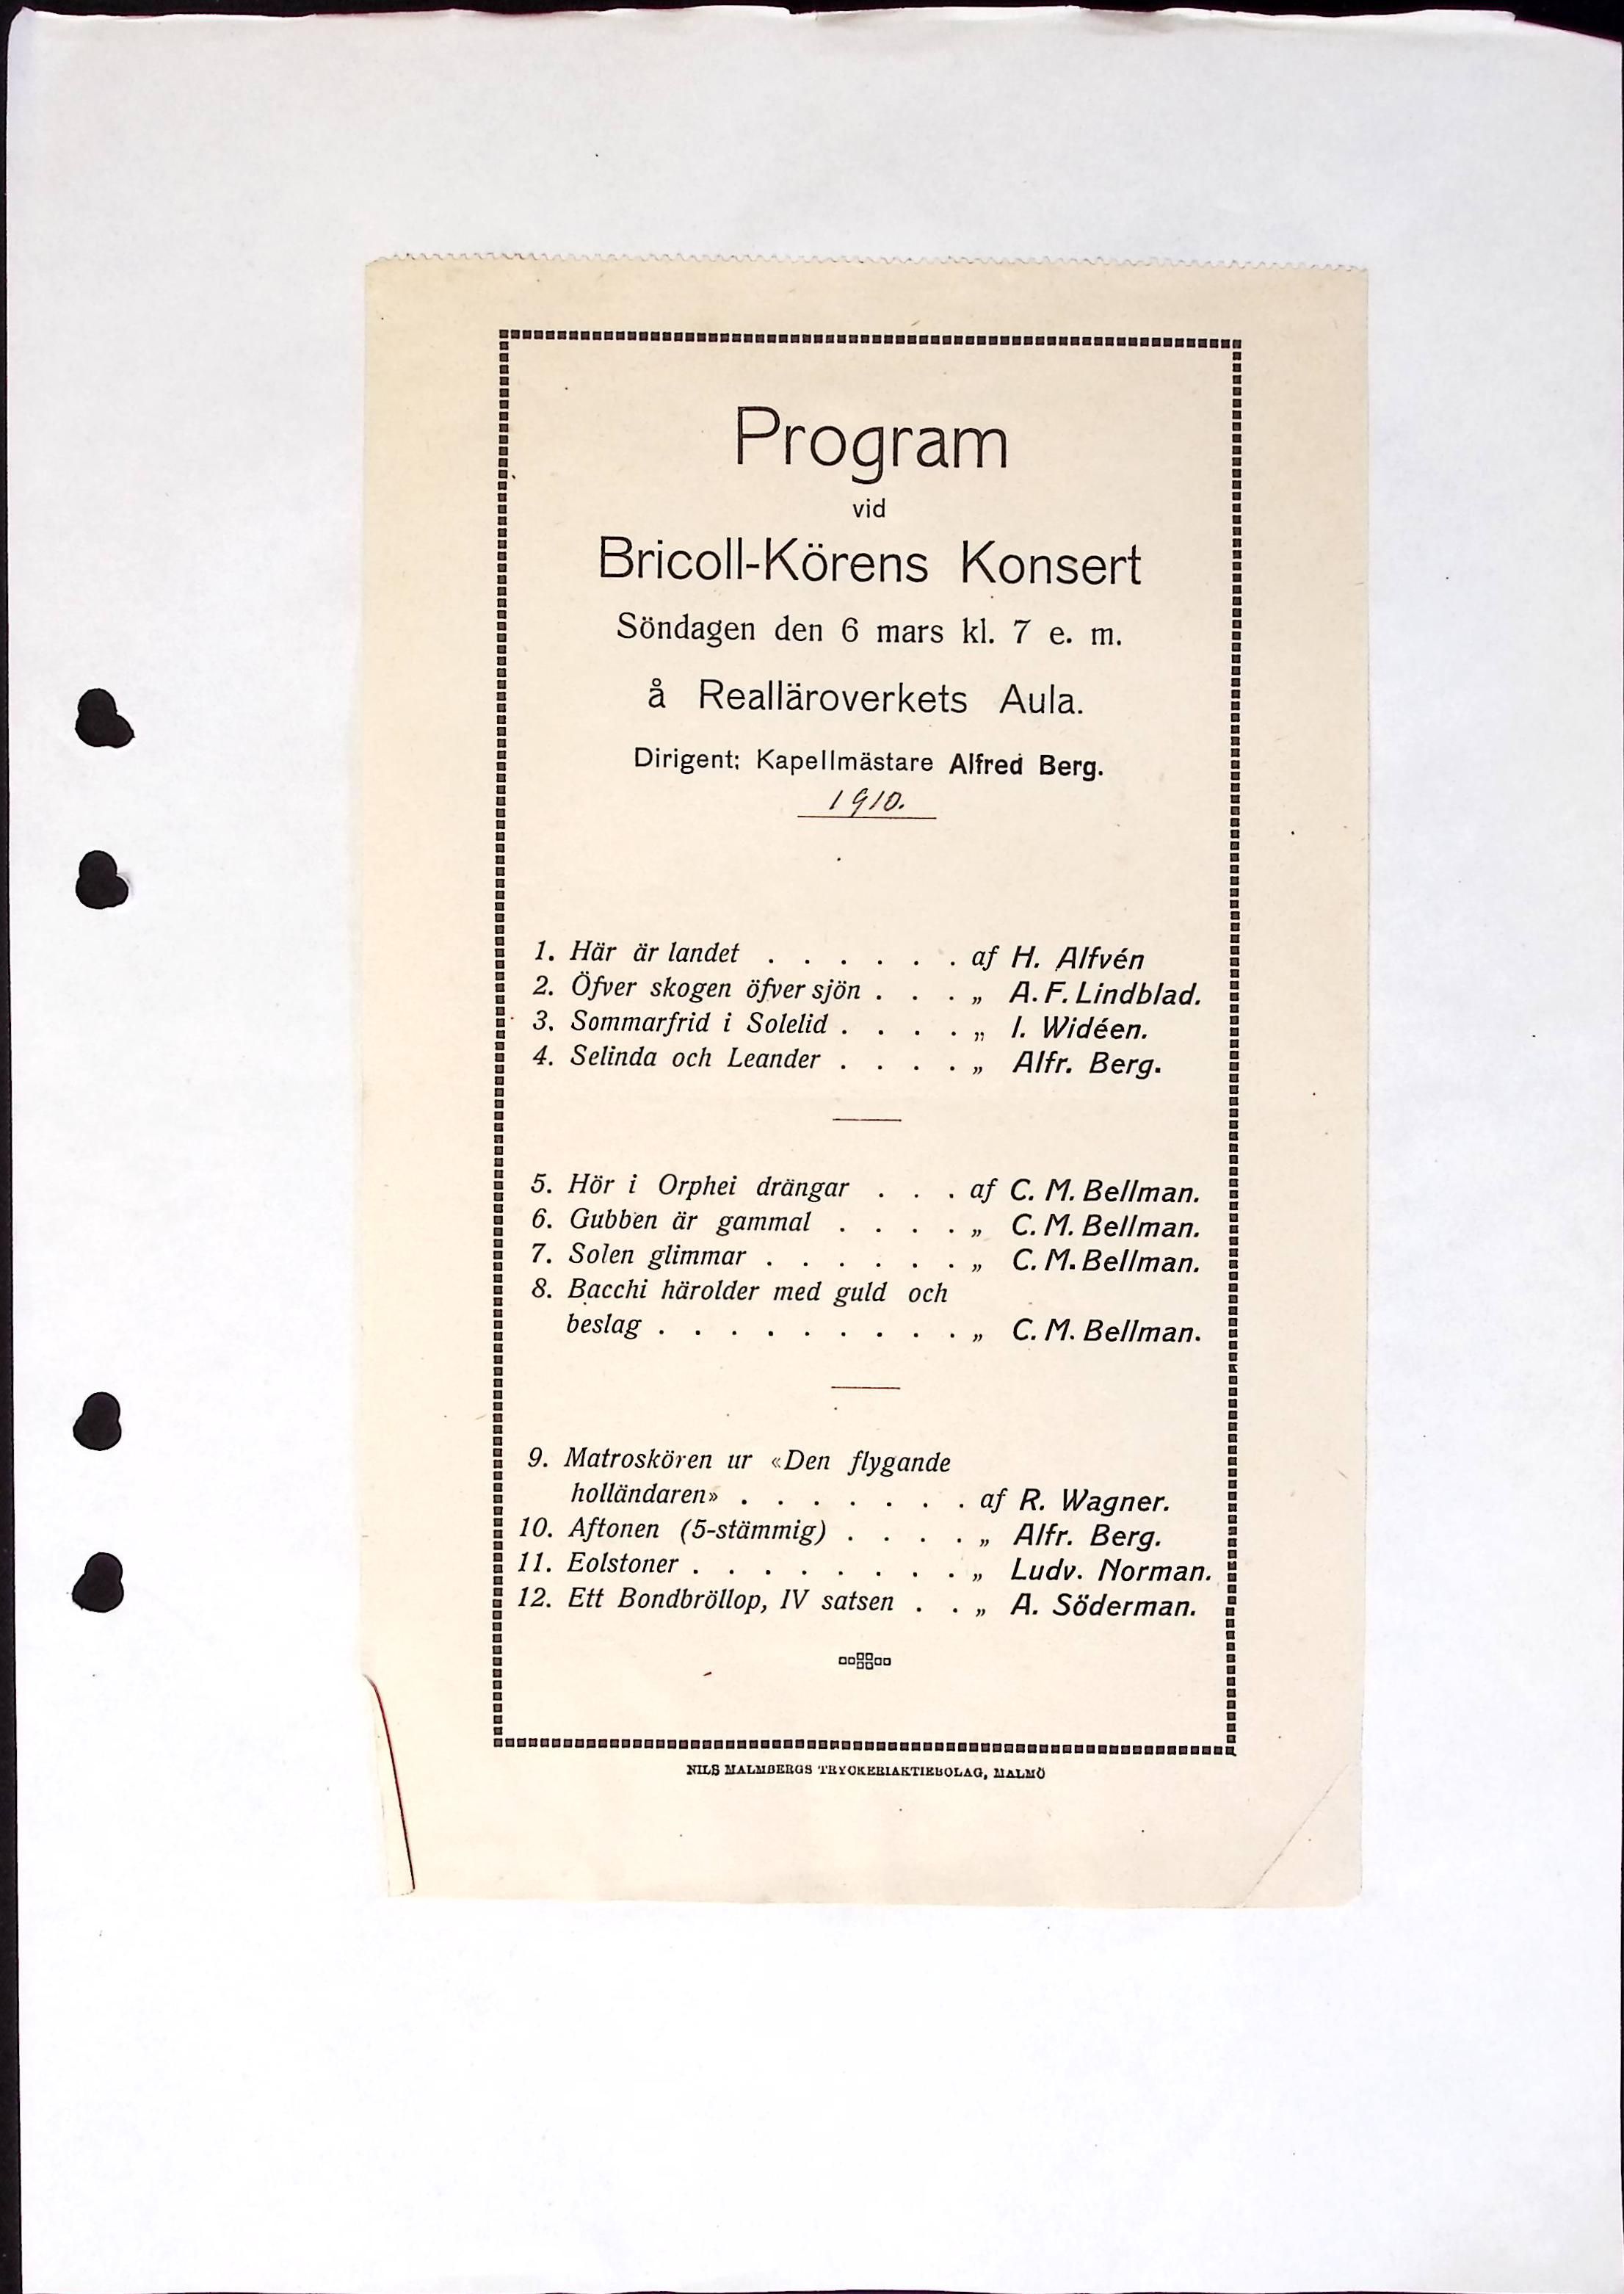 Program
vid
Bricoll-Körens Konsert
Söndagen den 6 mars kl. 7 e. m.
å Realläroverkets Aula.
Dirigent: Kapellmästare Alfred Berg.
1910.
1. Här är landet . . . . . . af H. Alfvén
2. Öfver skogen öfver sjön . . . „ A. F. Lindblad.
3. Sommarfrid i Solelid . . . . „ I. Widéen.
4. Selinda och Leander . . . . „ Alfr. Berg.
5. Hör i Orphei drängar . . . af C. M. Bellman.
6. Gubben är gammal . . . . „ C. M. Bellman.
7. Solen glimmar . . . . . . „ C. M. Bellman.
8. Bacchi härolder med guld och
beslag . . . . . . . . . „ C. M. Bellman.
9. Matroskören ur «Den flygande
holländaren» . . . . . . . af R. Wagner.
10. Aftonen (5-stämmig) . . . . „ Alfr. Berg.
11. Eolstoner . . . . . . . . „ Ludv. Norman.
12. Ett Bondbröllop, IV satsen . . „ A. Söderman.
NILS MALMBERGS TRYCKERIAKTIEBOLAG, MALMÖ